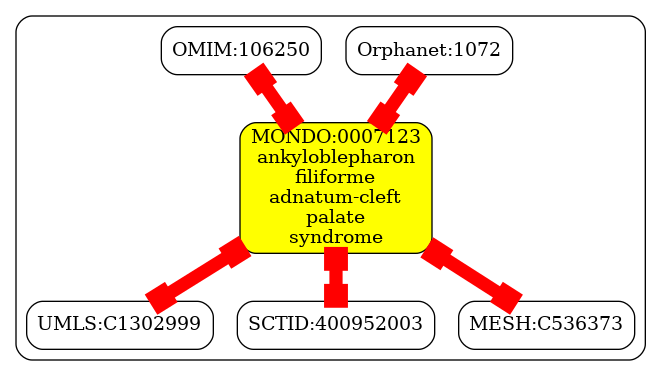 OMIM:106250
Orphanet:1072
MONDO:0007123
ankyloblepharon
filiforme
adnatum-cleft
palate
syndrome
UMLS:C1302999
SCTID:400952003
MESH:C536373